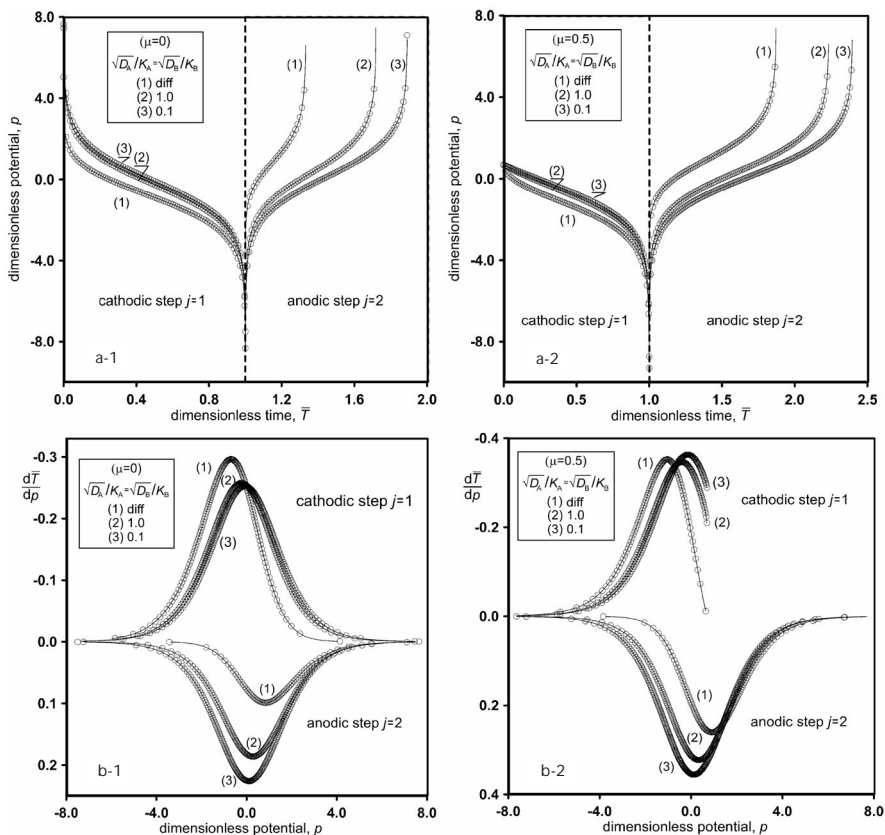 8.0
4.0
0.0
-4.0
-8.0
dimensionless potential, p
(μ=0)
√D_A/K_A=√D_B/K_B
(1) diff
(2) 1.0
(3) 0.1
(1)
(2)
(3)
(3)
(2)
(1)
cathodic step j=1
anodic step j=2
a-1
0.0
0.4
0.8
1.2
1.6
2.0
dimensionless time, T̅
8.0
4.0
0.0
-4.0
-8.0
dimensionless potential, p
(μ=0.5)
√D_A/K_A=√D_B/K_B
(1) diff
(2) 1.0
(3) 0.1
(1)
(2)
(3)
(2)
(3)
(1)
cathodic step j=1
anodic step j=2
a-2
0.0
0.5
1.0
1.5
2.0
2.5
dimensionless time, T̅
-0.3
-0.2
-0.1
0.0
0.1
0.2
dT̅
dp
(μ=0)
√D_A/K_A=√D_B/K_B
(1) diff
(2) 1.0
(3) 0.1
(1)
(2)
(3)
cathodic step j=1
(1)
(2)
(3)
anodic step j=2
b-1
-8.0
-4.0
0.0
4.0
8.0
dimensionless potential, p
-0.4
-0.2
0.0
0.2
0.4
dT̅
dp
(μ=0.5)
√D_A/K_A=√D_B/K_B
(1) diff
(2) 1.0
(3) 0.1
(1)
(3)
(2)
cathodic step j=1
(1)
(2)
(3)
anodic step j=2
b-2
-8.0
-4.0
0.0
4.0
8.0
dimensionless potential, p